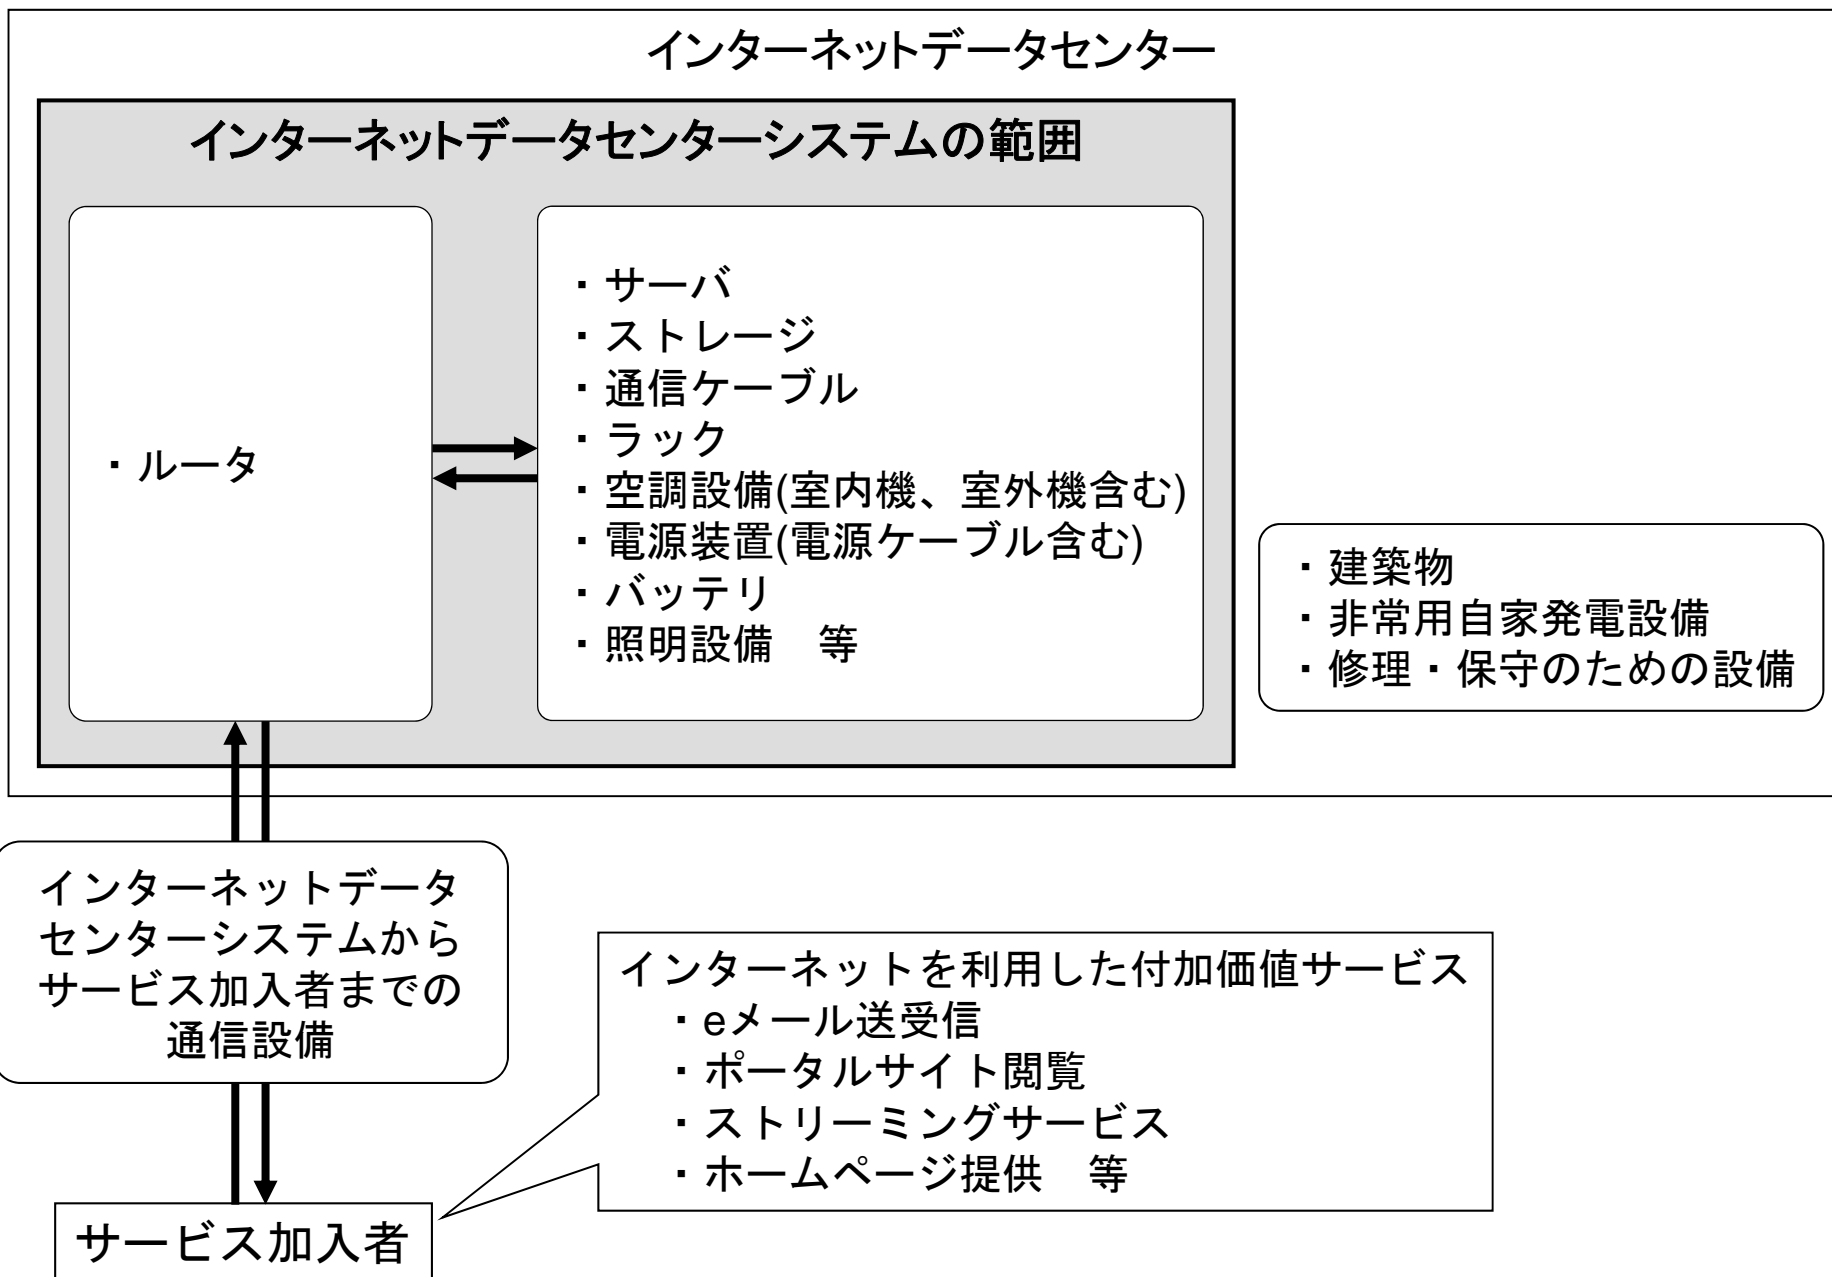 インターネットデータセンター
インターネットデータセンターシステムの範囲
・ルータ
・サーバ
・ストレージ
・通信ケーブル
・ラック
・空調設備(室内機、室外機含む)
・電源装置(電源ケーブル含む)
・バッテリ
・照明設備　等
・建築物
・非常用自家発電設備
・修理・保守のための設備
インターネットデータ
センターシステムから
サービス加入者までの
通信設備
インターネットを利用した付加価値サービス
・eメール送受信
・ポータルサイト閲覧
・ストリーミングサービス
・ホームページ提供　等
サービス加入者